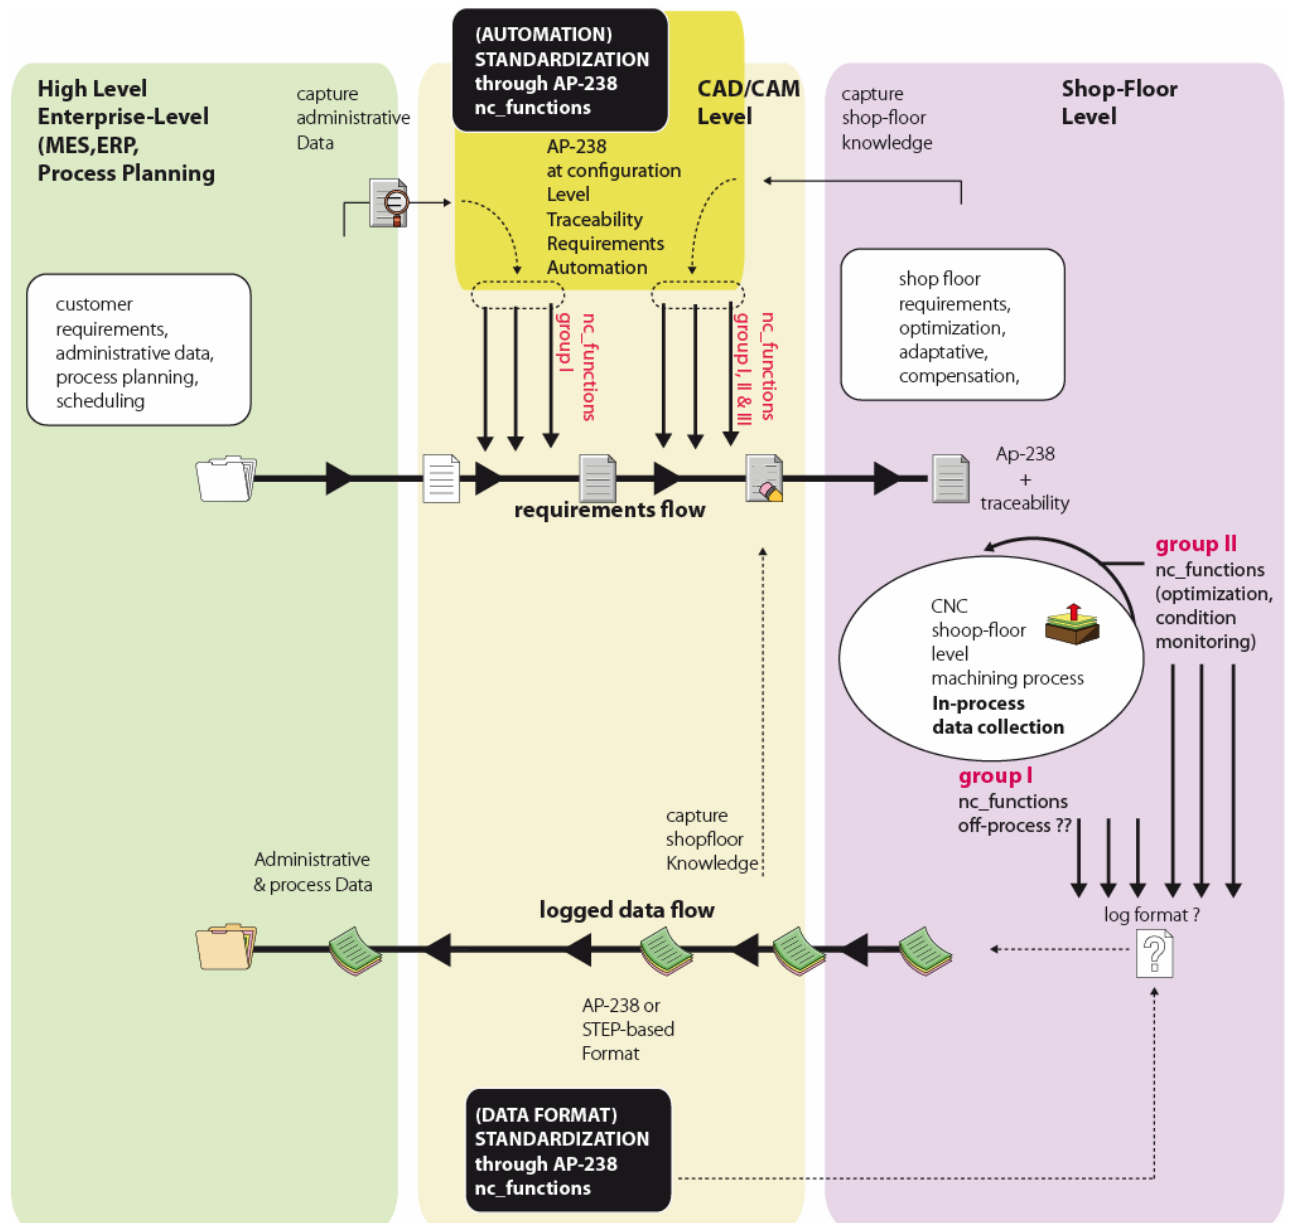 (AUTOMATION)
STANDARDIZATION
through AP-238
nc_functions
High Level
Enterprise-Level
(MES,ERP,
Process Planning
capture
administrative
Data
CAD/CAM
Level
capture
shop-floor
knowledge
Shop-Floor
Level
AP-238
at configuration
Level
Traceability
Requirements
Automation
customer
requirements,
administrative data,
process planning,
scheduling
shop floor
requirements,
optimization,
adaptative,
compensation,
nc_functions
group I
nc_functions
group I, II & III
requirements flow
Ap-238
+
traceability
group II
nc_functions
(optimization,
condition
monitoring)
CNC
shoop-floor
level
machining process
In-process
data collection
group I
nc_functions
off-process ??
capture
shopfloor
Knowledge
Administrative
& process Data
logged data flow
log format ?
?
AP-238 or
STEP-based
Format
(DATA FORMAT)
STANDARDIZATION
through AP-238
nc_functions